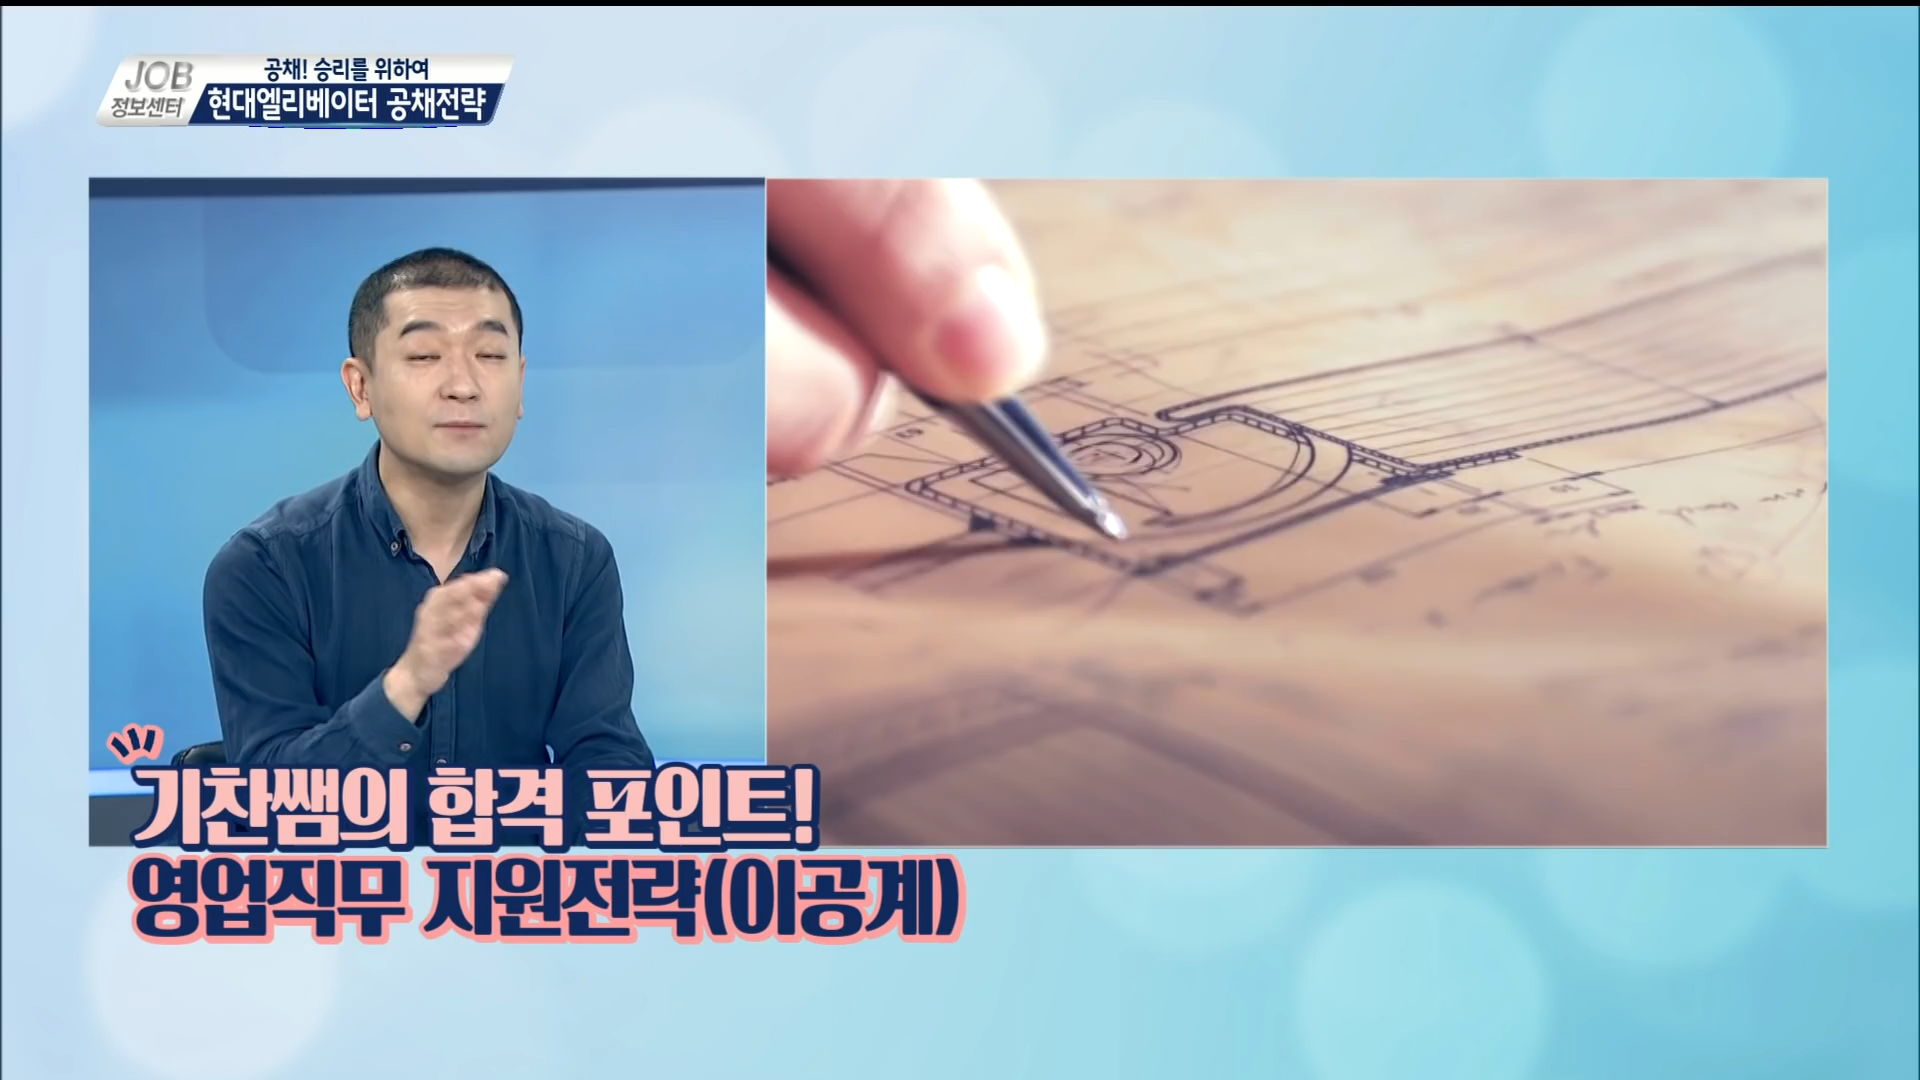 JOB
정보센터
공채! 승리를 위하여
현대엘리베이터 공채전략
기찬쌤의 합격 포인트!
영업직무 지원전략(이공계)